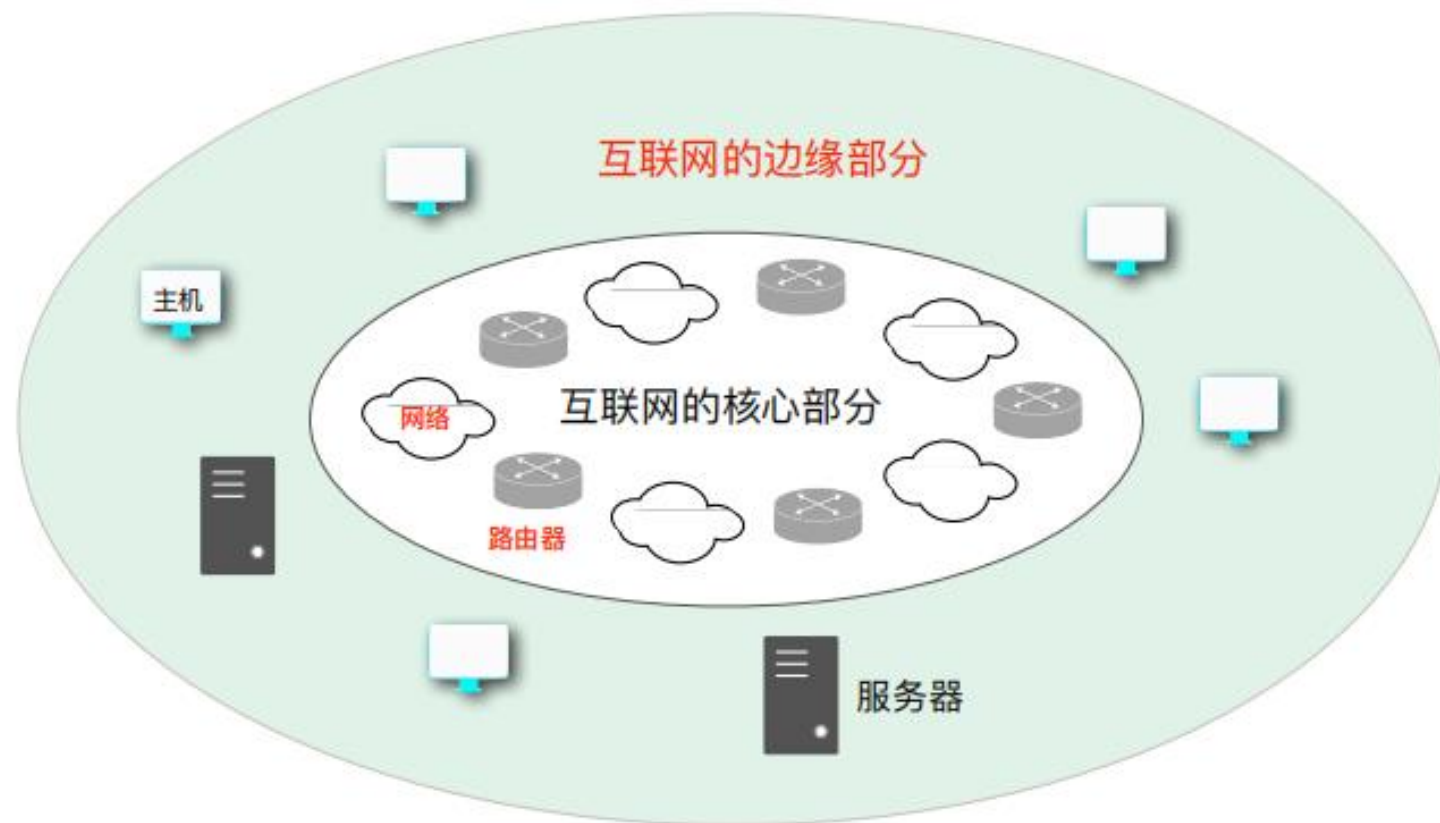 互联网的边缘部分
主机
互联网的核心部分
网络
路由器
服务器